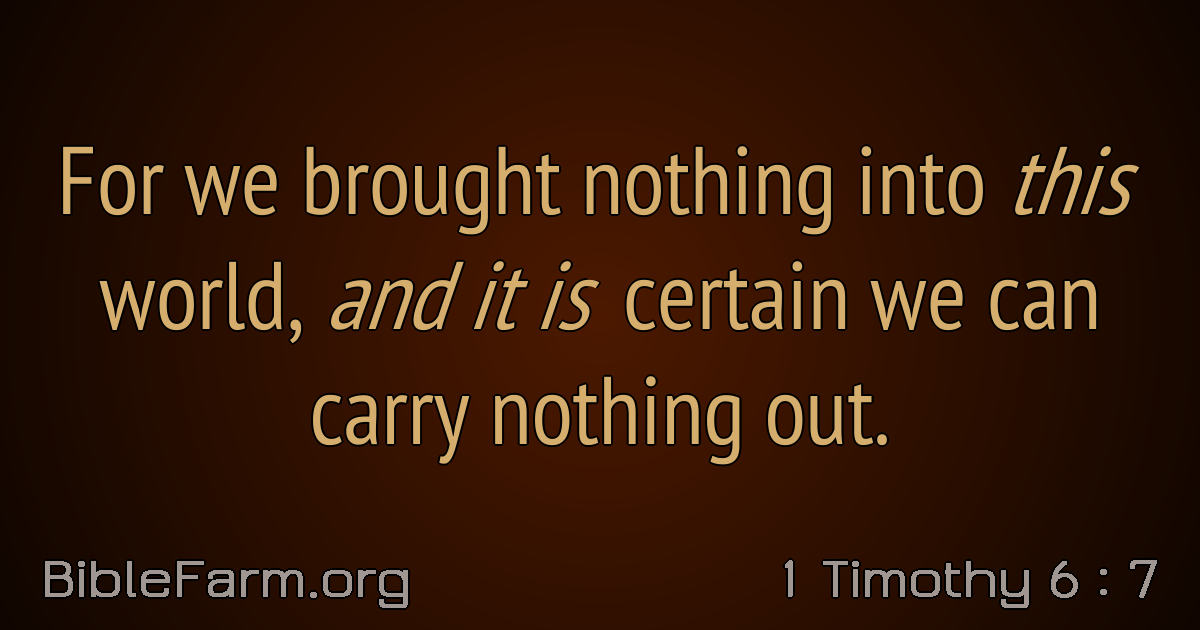 For we brought nothing into this
world, and it is certain we can
carry nothing out.
BibleFarm.org
1 Timothy 6 : 7